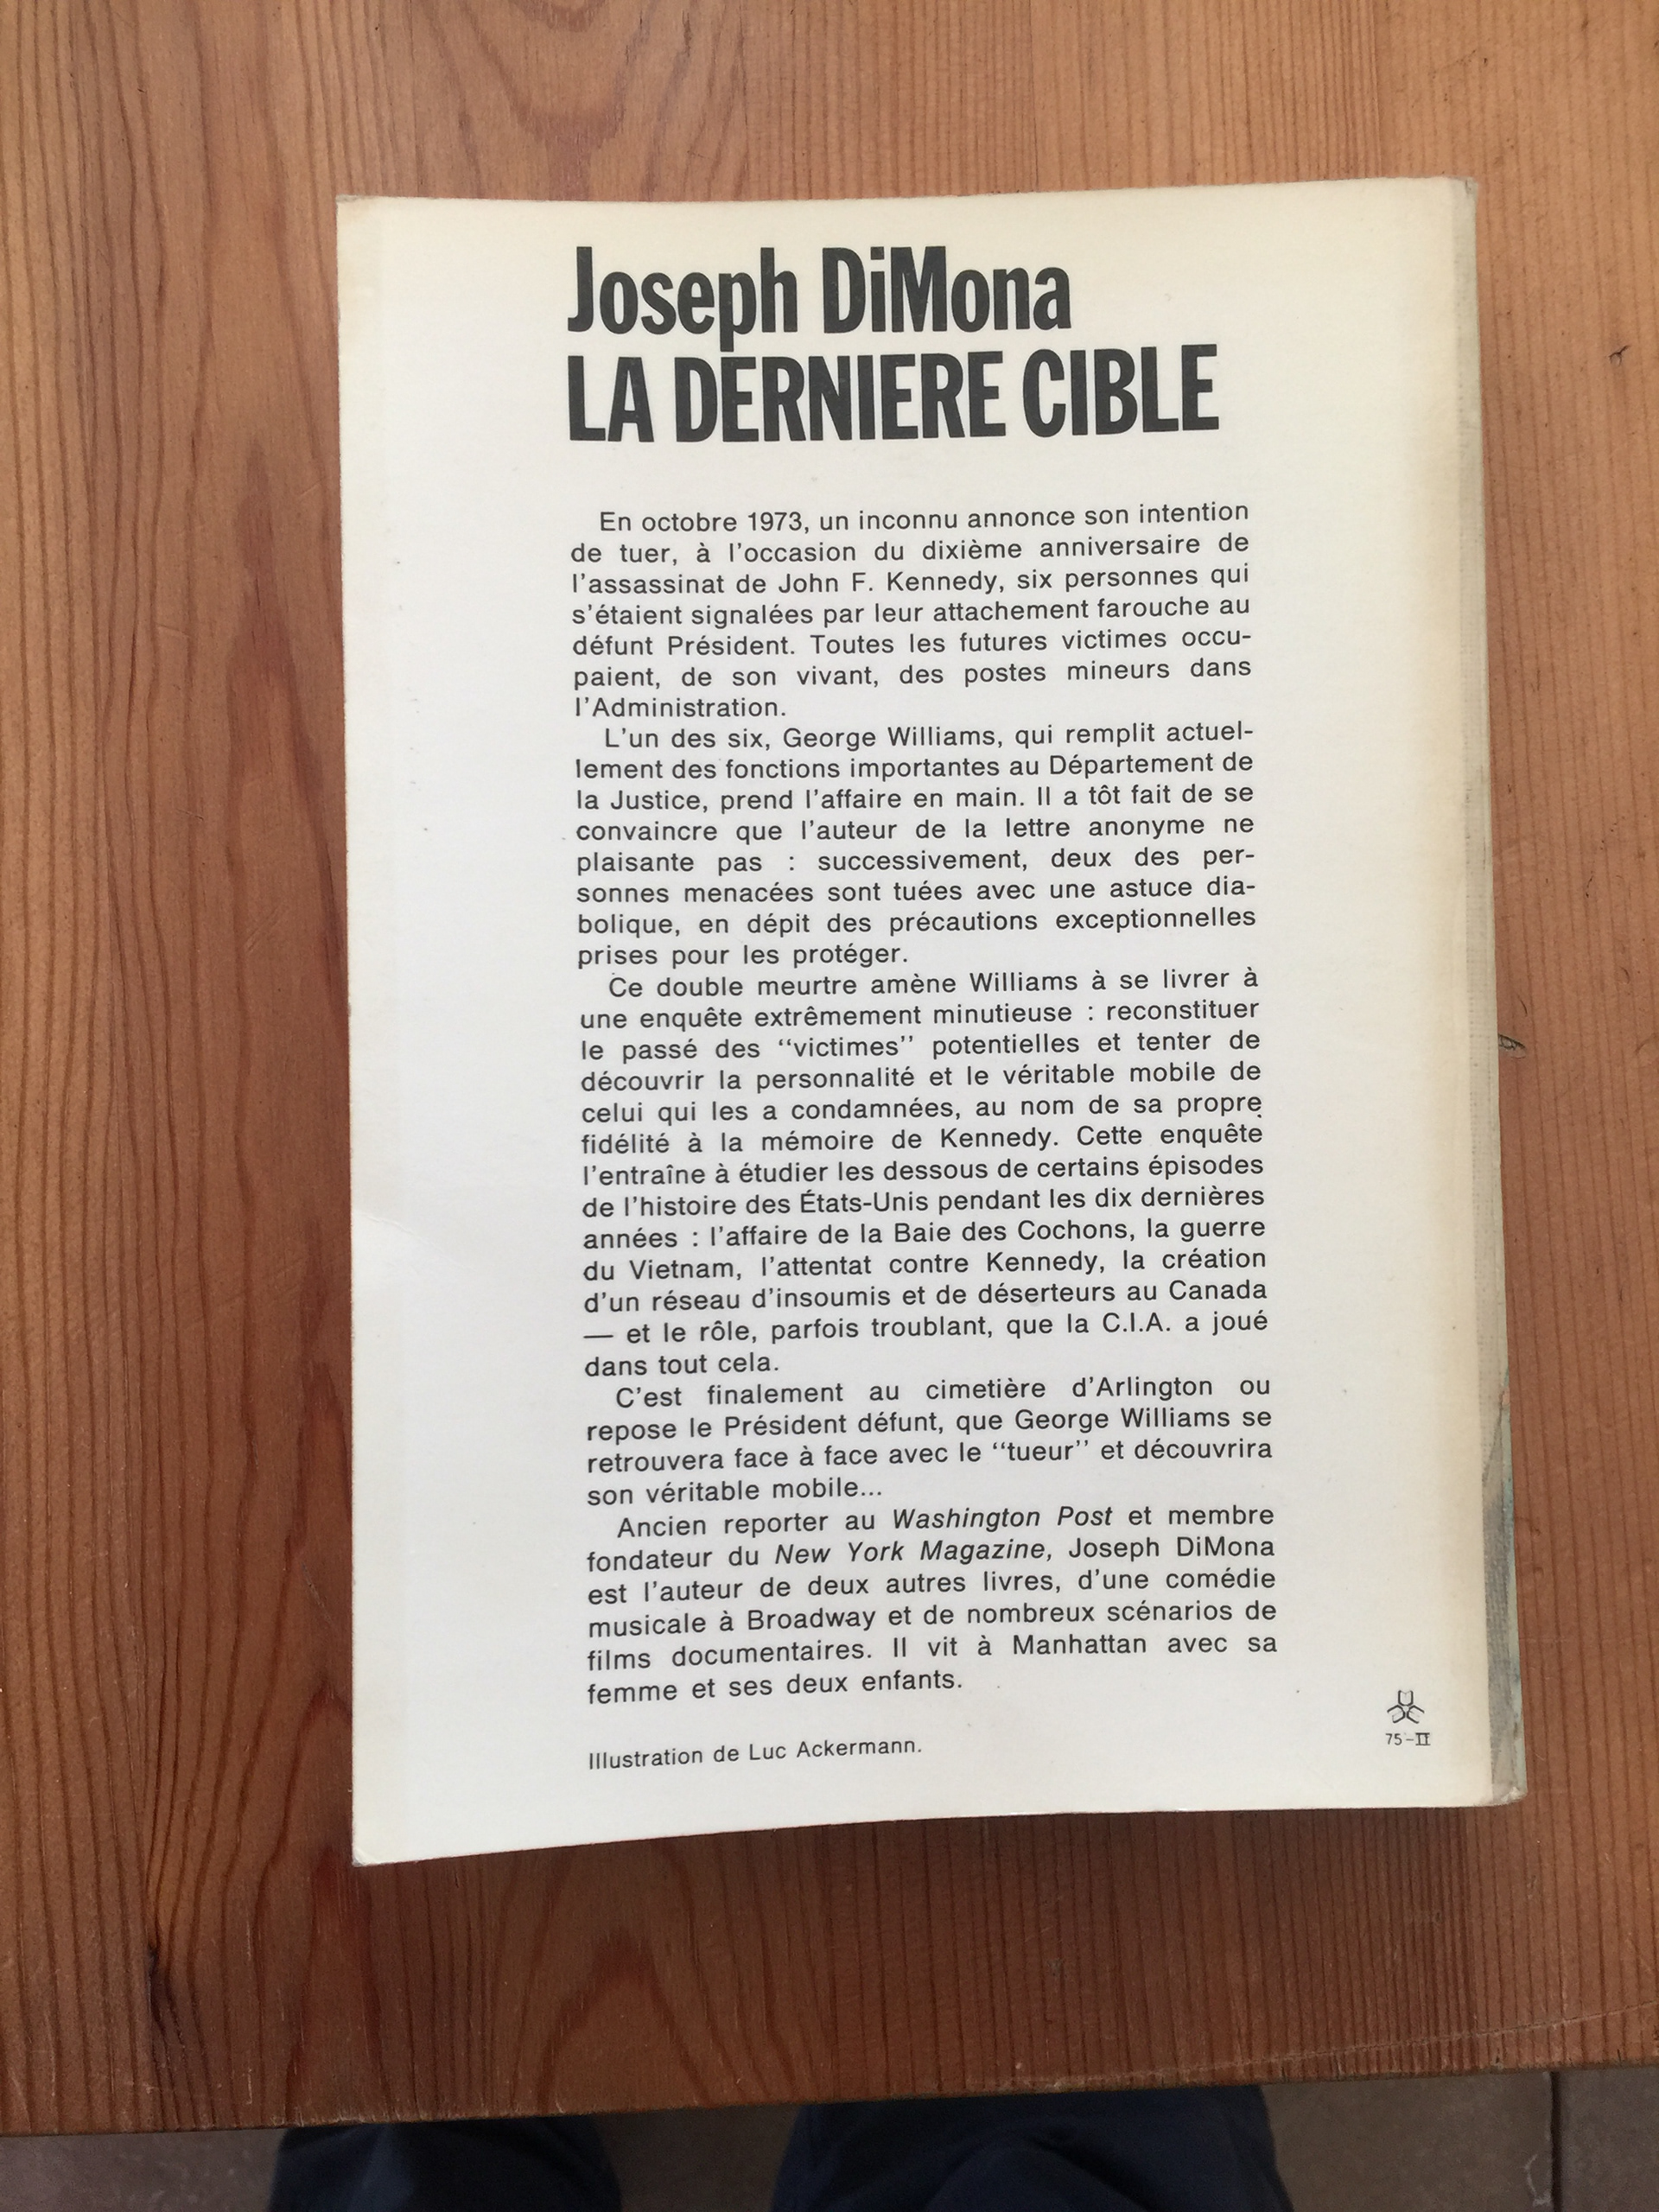 Joseph DiMona
LA DERNIERE CIBLE
En octobre 1973, un inconnu annonce son intention
de tuer, à l'occasion du dixième anniversaire de
l'assassinat de John F. Kennedy, six personnes qui
s'étaient signalées par leur attachement farouche au
défunt Président. Toutes les futures victimes occu-
paient, de son vivant, des postes mineurs dans
l'Administration.
L'un des six, George Williams, qui remplit actuel-
lement des fonctions importantes au Département de
la Justice, prend l'affaire en main. Il a tôt fait de se
convaincre que l'auteur de la lettre anonyme ne
plaisante pas : successivement, deux des per-
sonnes menacées sont tuées avec une astuce dia-
bolique, en dépit des précautions exceptionnelles
prises pour les protéger.
Ce double meurtre amène Williams à se livrer à
une enquête extrêmement minutieuse : reconstituer
le passé des ‘‘victimes’’ potentielles et tenter de
découvrir la personnalité et le véritable mobile de
celui qui les a condamnées, au nom de sa propre
fidélité à la mémoire de Kennedy. Cette enquête
l'entraîne à étudier les dessous de certains épisodes
de l'histoire des États-Unis pendant les dix dernières
années : l'affaire de la Baie des Cochons, la guerre
du Vietnam, l'attentat contre Kennedy, la création
d'un réseau d'insoumis et de déserteurs au Canada
— et le rôle, parfois troublant, que la C.I.A. a joué
dans tout cela.
C'est finalement au cimetière d'Arlington ou
repose le Président défunt, que George Williams se
retrouvera face à face avec le ‘‘tueur’’ et découvrira
son véritable mobile...
Ancien reporter au Washington Post et membre
fondateur du New York Magazine, Joseph DiMona
est l'auteur de deux autres livres, d'une comédie
musicale à Broadway et de nombreux scénarios de
films documentaires. Il vit à Manhattan avec sa
femme et ses deux enfants.
Illustration de Luc Ackermann.
75-II